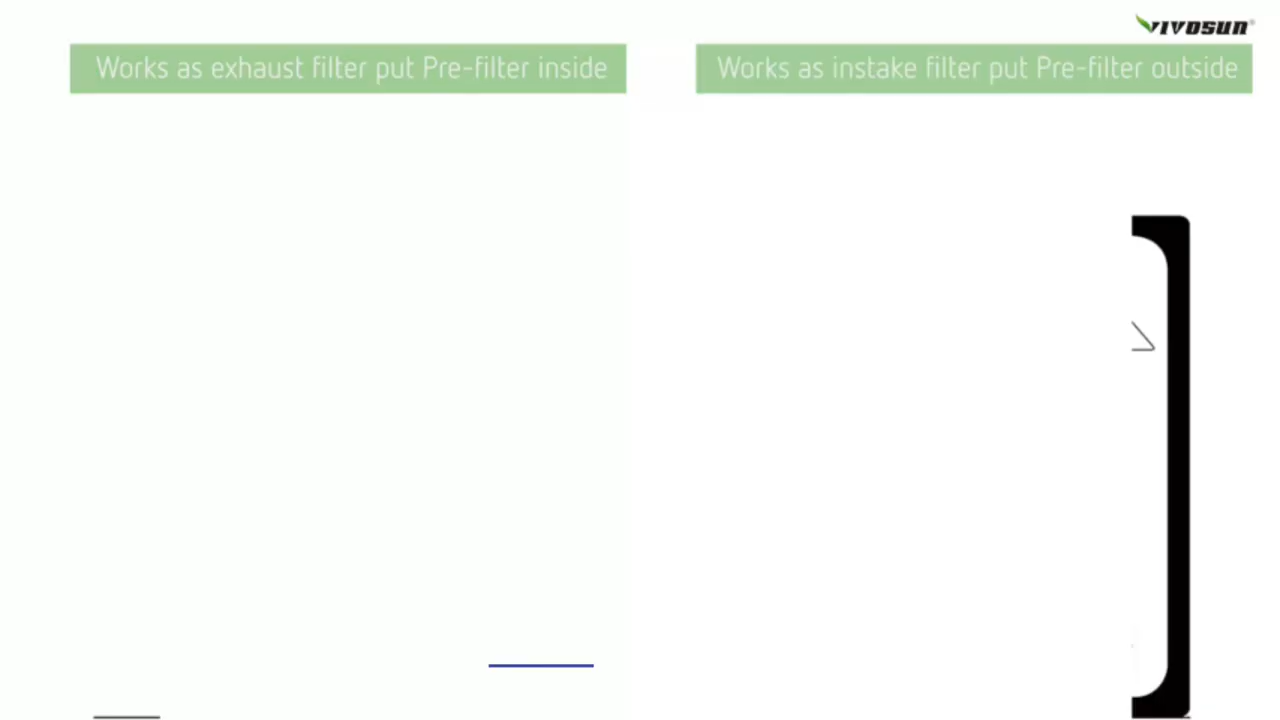 VIVOSUN
Works as exhaust filter put Pre-filter inside
Works as instake filter put Pre-filter outside